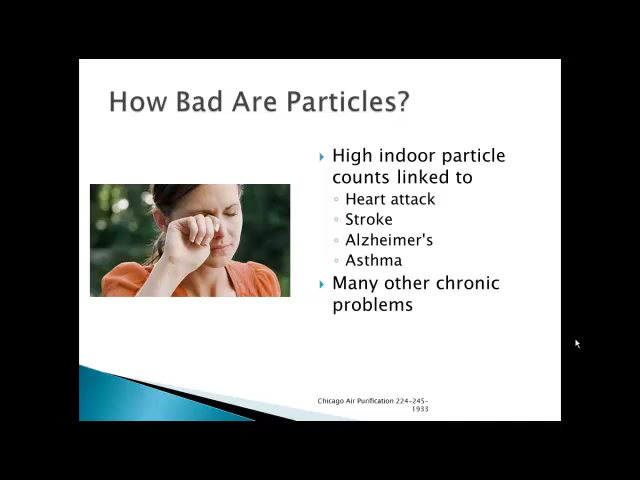 How Bad Are Particles?
High indoor particle
counts linked to
Heart attack
Stroke
Alzheimer's
Asthma
Many other chronic
problems
Chicago Air Purification 224-245-
1933